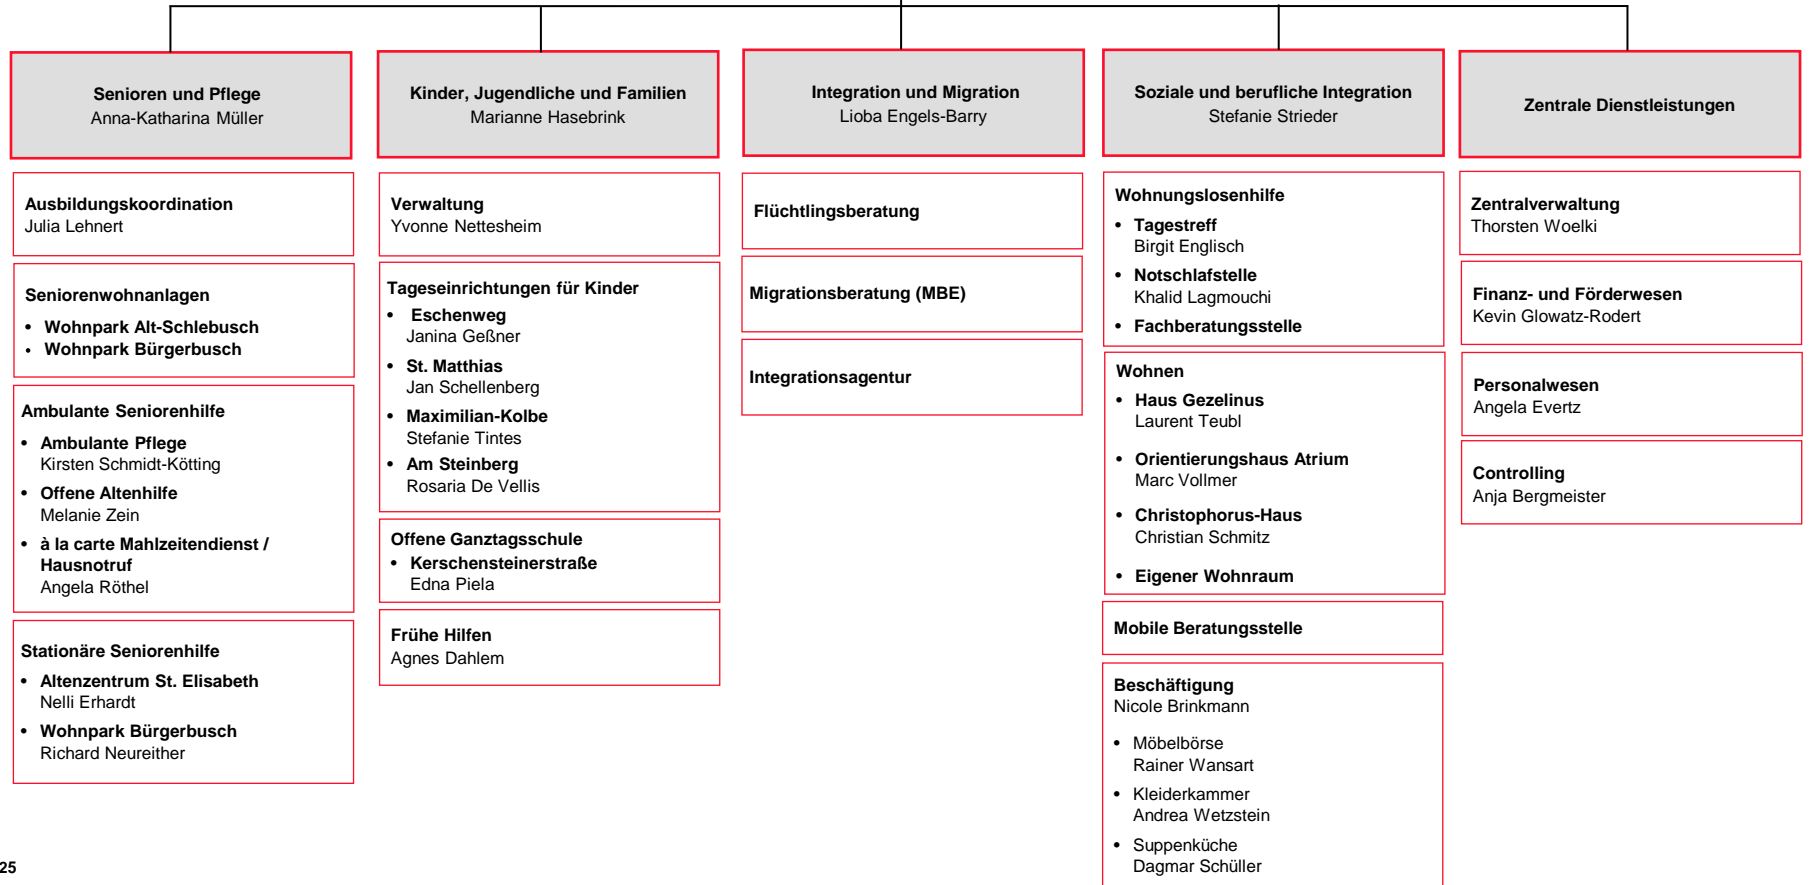 Senioren und Pflege
Anna-Katharina Müller
Ausbildungskoordination
Julia Lehnert
Seniorenwohnanlagen
• Wohnpark Alt-Schlebusch
• Wohnpark Bürgerbusch
Ambulante Seniorenhilfe
• Ambulante Pflege
Kirsten Schmidt-Kötting
• Offene Altenhilfe
Melanie Zein
• à la carte Mahlzeitendienst /
Hausnotruf
Angela Röthel
Stationäre Seniorenhilfe
• Altenzentrum St. Elisabeth
Nelli Erhardt
• Wohnpark Bürgerbusch
Richard Neureither
Kinder, Jugendliche und Familien
Marianne Hasebrink
Verwaltung
Yvonne Nettesheim
Tageseinrichtungen für Kinder
• Eschenweg
Janina Geßner
• St. Matthias
Jan Schellenberg
• Maximilian-Kolbe
Stefanie Tintes
• Am Steinberg
Rosaria De Vellis
Offene Ganztagsschule
• Kerschensteinerstraße
Edna Piela
Frühe Hilfen
Agnes Dahlem
Integration und Migration
Lioba Engels-Barry
Flüchtlingsberatung
Migrationsberatung (MBE)
Integrationsagentur
Soziale und berufliche Integration
Stefanie Strieder
Wohnungslosenhilfe
• Tagestreff
Birgit Englisch
• Notschlafstelle
Khalid Lagmouchi
• Fachberatungsstelle
Wohnen
• Haus Gezelinus
Laurent Teubl
• Orientierungshaus Atrium
Marc Vollmer
• Christophorus-Haus
Christian Schmitz
• Eigener Wohnraum
Mobile Beratungsstelle
Beschäftigung
Nicole Brinkmann
• Möbelbörse
Rainer Wansart
• Kleiderkammer
Andrea Wetzstein
• Suppenküche
Dagmar Schüller
Zentrale Dienstleistungen
Zentralverwaltung
Thorsten Woelki
Finanz- und Förderwesen
Kevin Glowatz-Rodert
Personalwesen
Angela Evertz
Controlling
Anja Bergmeister
25